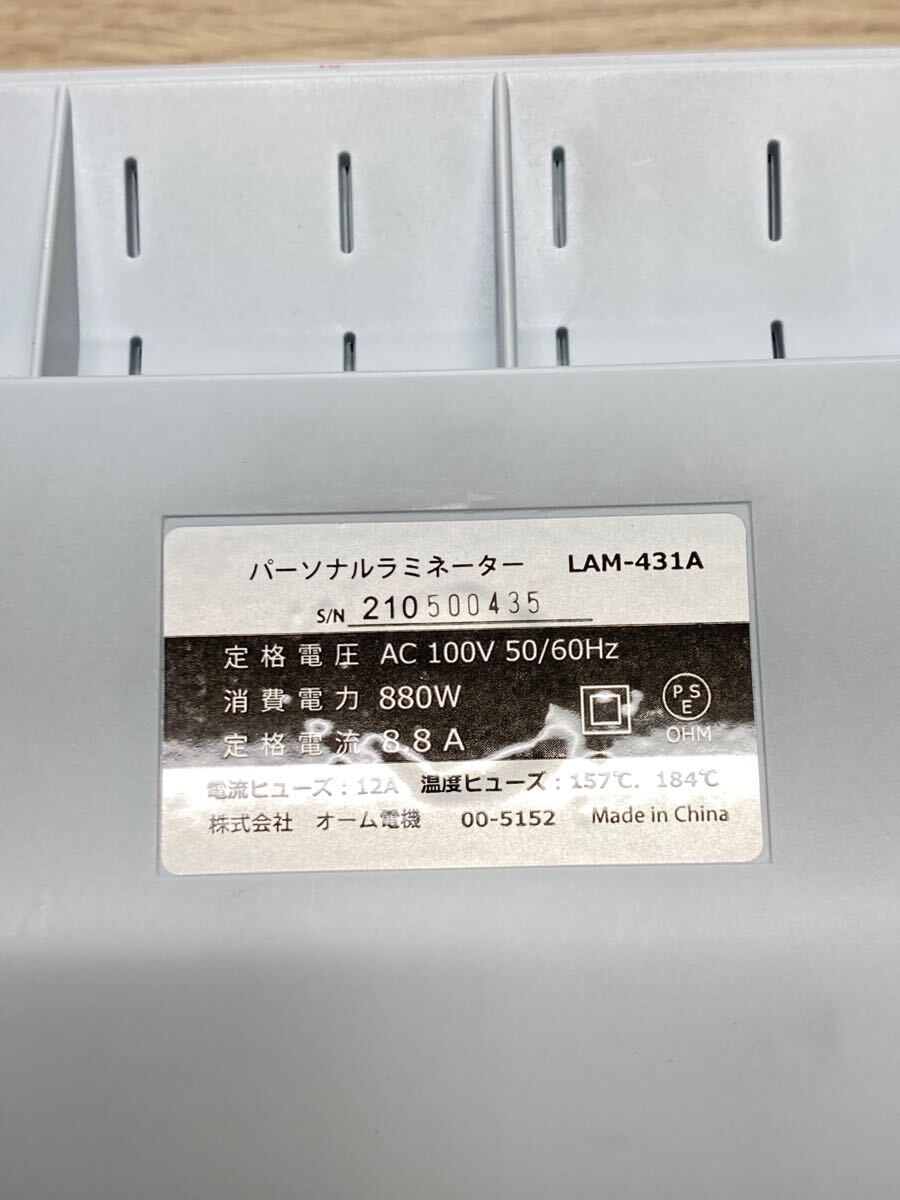 パーソナルラミネーター LAM-431A
S/N 210500435
定格電圧 AC 100V 50/60Hz
消費電力 880W
定格電流 8.8 A
PSE
OHM
電流ヒューズ：12A 温度ヒューズ：157℃. 184℃
株式会社 オーム電機 00-5152 Made in China